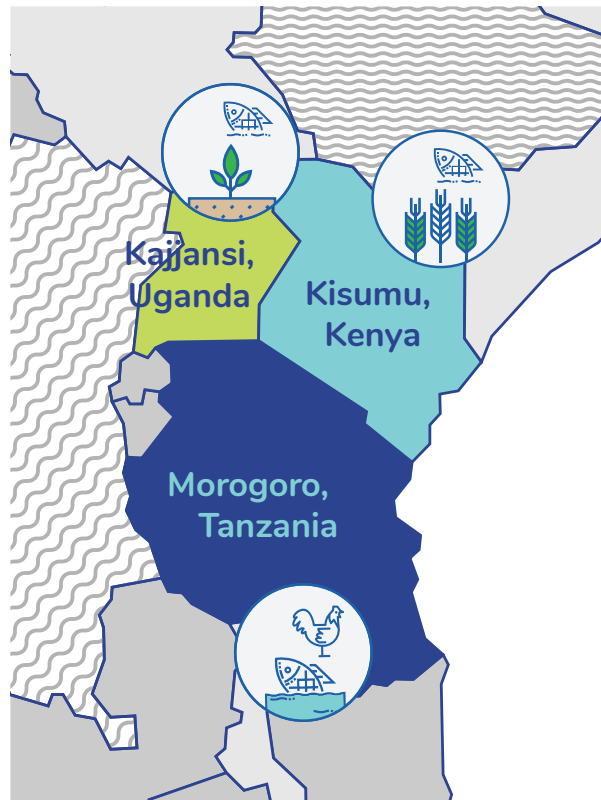 Kajjansi,
Uganda
Kisumu,
Kenya
Morogoro,
Tanzania